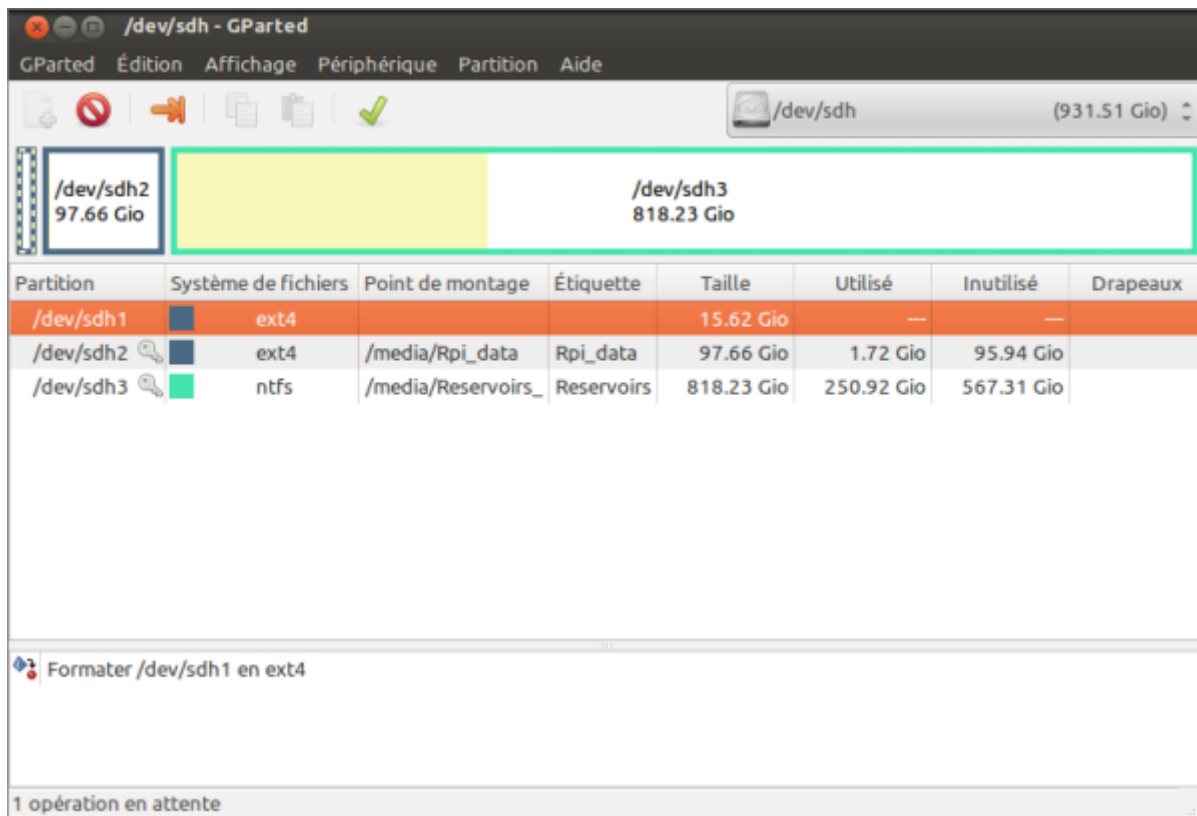 /dev/sdh - GParted
GParted Édition Affichage Périphérique Partition Aide
/dev/sdh (931.51 Gio)
/dev/sdh2
97.66 Gio
/dev/sdh3
818.23 Gio
Partition Système de fichiers Point de montage Étiquette Taille Utilisé Inutilisé Drapeaux
/dev/sdh1 ext4 15.62 Gio --- ---
/dev/sdh2 ext4 /media/Rpi_data Rpi_data 97.66 Gio 1.72 Gio 95.94 Gio
/dev/sdh3 ntfs /media/Reservoirs_ Reservoirs 818.23 Gio 250.92 Gio 567.31 Gio
Formater /dev/sdh1 en ext4
1 opération en attente